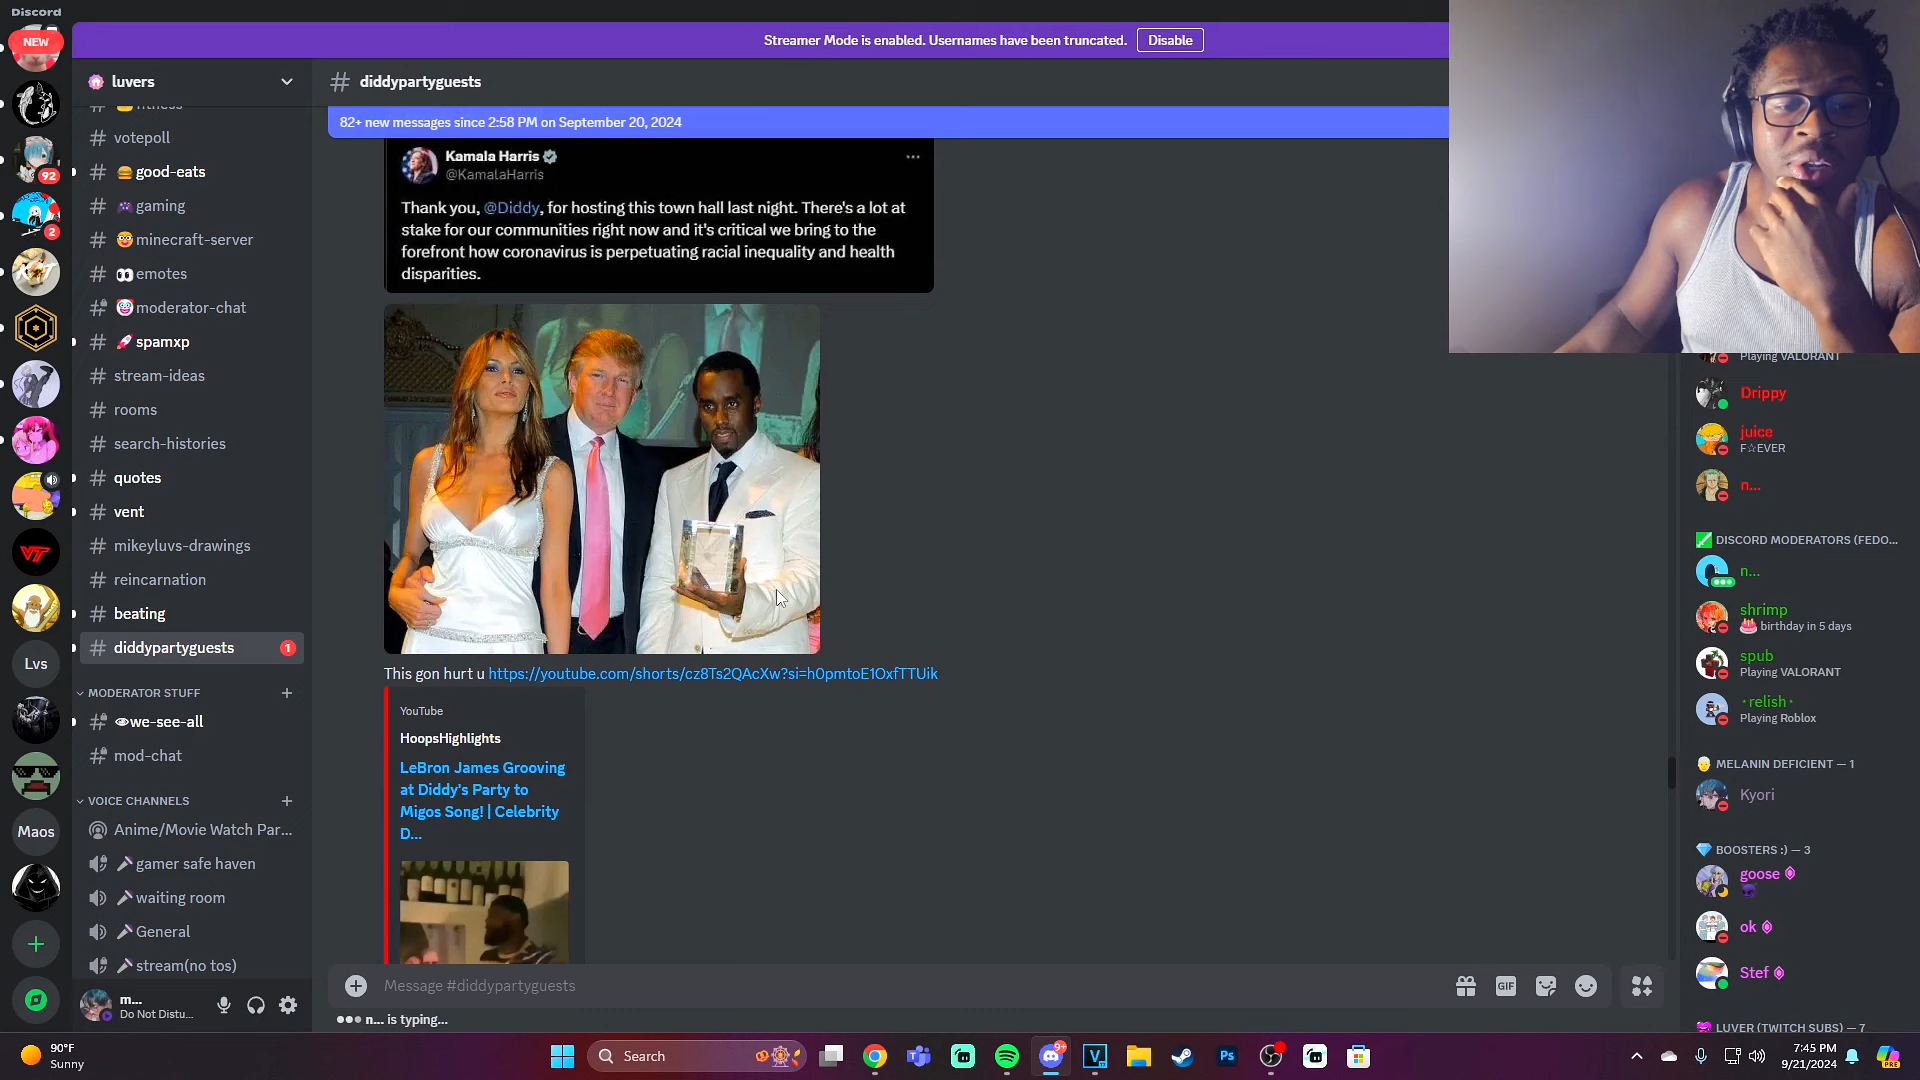 Discord
NEW
Streamer Mode is enabled. Usernames have been truncated.
Disable
luvers
diddypartyguests
82+ new messages since 2:58 PM on September 20, 2024
fitness
votepoll
good-eats
gaming
minecraft-server
emotes
moderator-chat
spamxp
stream-ideas
rooms
search-histories
quotes
vent
mikeyluvs-drawings
reincarnation
beating
diddypartyguests
1
MODERATOR STUFF
we-see-all
mod-chat
VOICE CHANNELS
Anime/Movie Watch Par...
gamer safe haven
waiting room
General
stream(no tos)
92
2
VT
Lvs
Maos
m...
Do Not Distu...
Kamala Harris
@KamalaHarris
Thank you, @Diddy, for hosting this town hall last night. There's a lot at
stake for our communities right now and it's critical we bring to the
forefront how coronavirus is perpetuating racial inequality and health
disparities.
This gon hurt u https://youtube.com/shorts/cz8Ts2QAcXw?si=h0pmtoE1OxfTTUik
YouTube
HoopsHighlights
LeBron James Grooving
at Diddy's Party to
Migos Song! | Celebrity
D...
Message #diddypartyguests
GIF
n... is typing...
Playing VALORANT
Drippy
juice
F☆EVER
n...
DISCORD MODERATORS (FEDO...
n...
shrimp
birthday in 5 days
spub
Playing VALORANT
⋆relish⋆
Playing Roblox
MELANIN DEFICIENT — 1
Kyori
BOOSTERS :) — 3
goose
ok
Stef
LUVER (TWITCH SUBS) — 7
90°F
Sunny
Search
9+
V
Ps
7:45 PM
9/21/2024
PRE